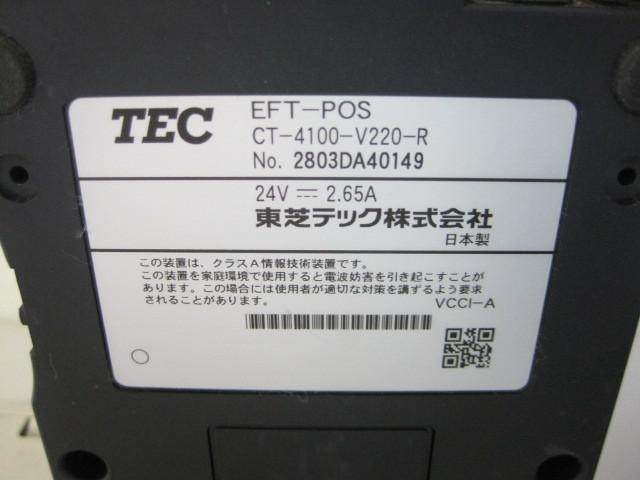 TEC
EFT-POS
CT-4100-V220-R
No. 2803DA40149
24V ⎓ 2.65A
東芝テック株式会社
日本製
この装置は、クラスA情報技術装置です。
この装置を家庭環境で使用すると電波妨害を引き起こすことが
あります。この場合には使用者が適切な対策を講ずるよう要求
されることがあります。
VCCI-A